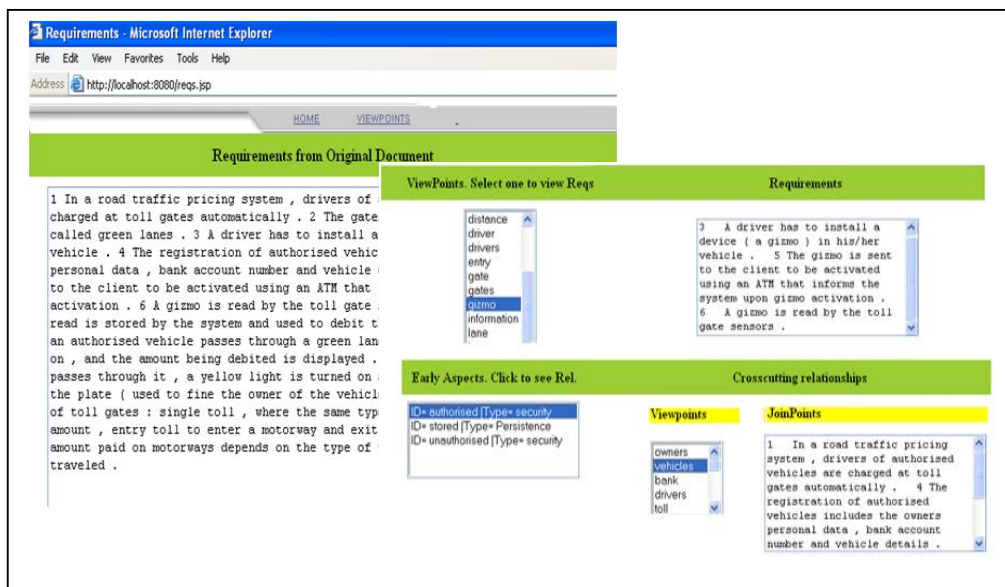 Requirements - Microsoft Internet Explorer
File Edit View Favorites Tools Help
Address http://localhost:8080/reqs.jsp
HOME VIEWPOINTS
Requirements from Original Document
1 In a road traffic pricing system , drivers of
charged at toll gates automatically . 2 The gate
called green lanes . 3 A driver has to install a
vehicle . 4 The registration of authorised vehic
personal data , bank account number and vehicle
to the client to be activated using an ATM that
activation . 6 A gizmo is read by the toll gate
read is stored by the system and used to debit t
an authorised vehicle passes through a green lan
on , and the amount being debited is displayed .
passes through it , a yellow light is turned on
the plate ( used to fine the owner of the vehicl
of toll gates : single toll , where the same typ
amount , entry toll to enter a motorway and exit
amount paid on motorways depends on the type of
traveled .
ViewPoints. Select one to view Reqs
distance
driver
drivers
entry
gate
gates
gizmo
information
lane
Requirements
3 A driver has to install a
device ( a gizmo ) in his/her
vehicle . 5 The gizmo is sent
to the client to be activated
using an ATM that informs the
system upon gizmo activation .
6 A gizmo is read by the toll
gate sensors .
Early Aspects. Click to see Rel.
ID= authorised |Type= security
ID= stored |Type= Persistence
ID= unauthorised |Type= security
Crosscutting relationships
Viewpoints
owners
vehicles
bank
drivers
toll
JoinPoints
1 In a road traffic pricing
system , drivers of authorised
vehicles are charged at toll
gates automatically . 4 The
registration of authorised
vehicles includes the owners
personal data , bank account
number and vehicle details .